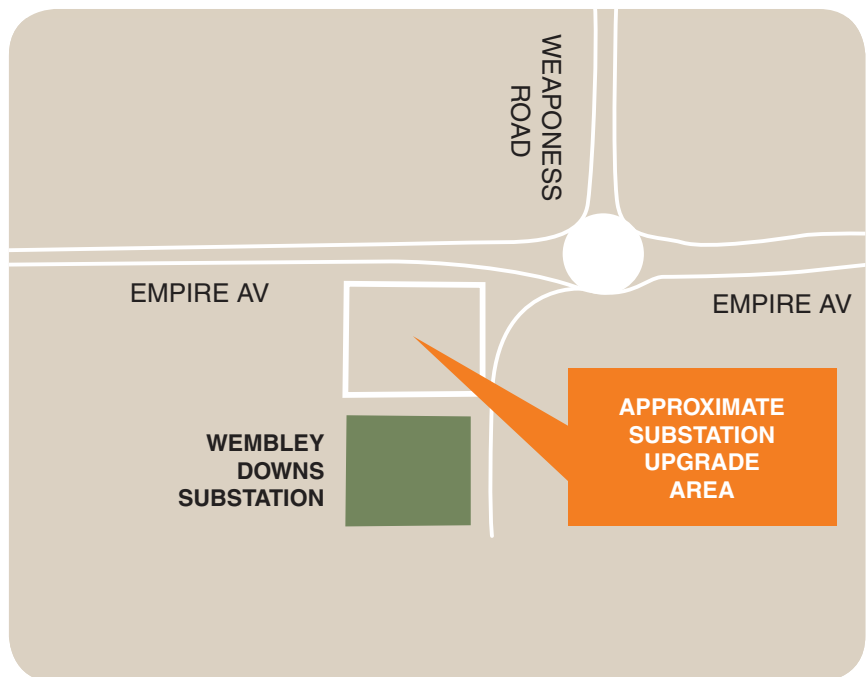 WEAPONESS
ROAD
EMPIRE AV
EMPIRE AV
APPROXIMATE
SUBSTATION
UPGRADE
AREA
WEMBLEY
DOWNS
SUBSTATION